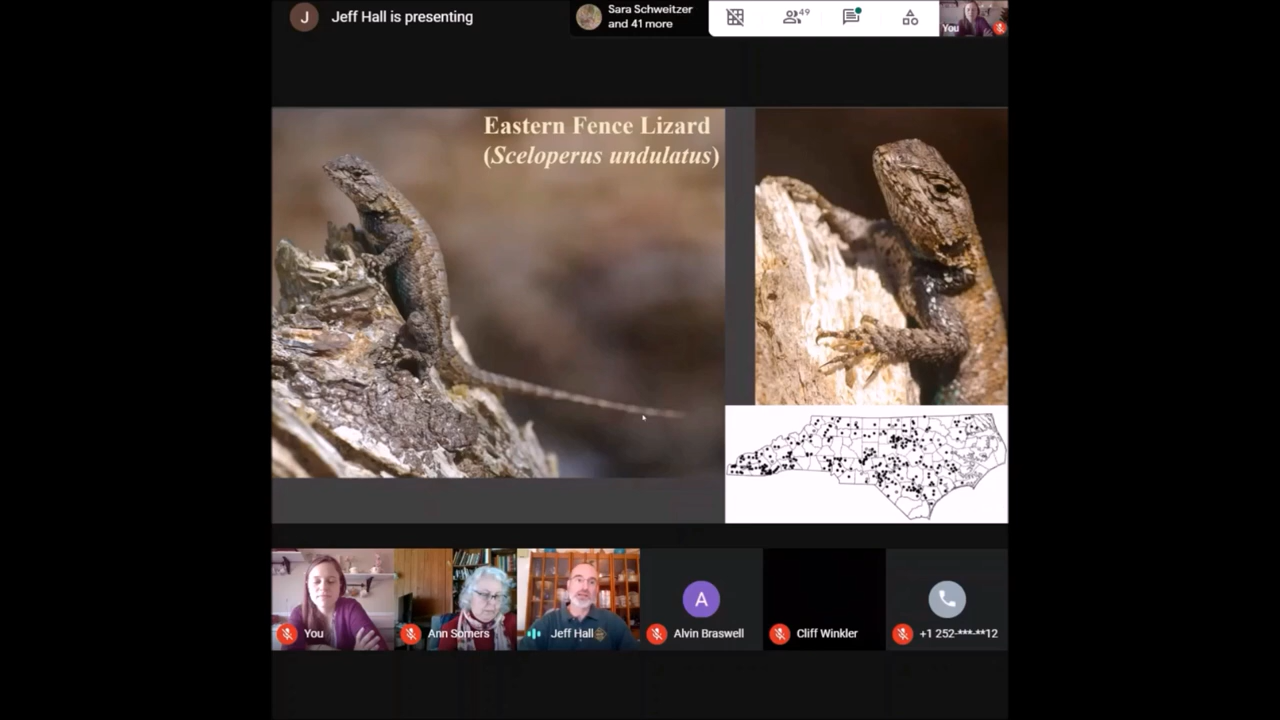 J
Jeff Hall is presenting
Sara Schweitzer
and 41 more
49
You
Eastern Fence Lizard
(Sceloperus undulatus)
You
Ann Somers
Jeff Hall
A
Alvin Braswell
Cliff Winkler
+1 252-***-**12